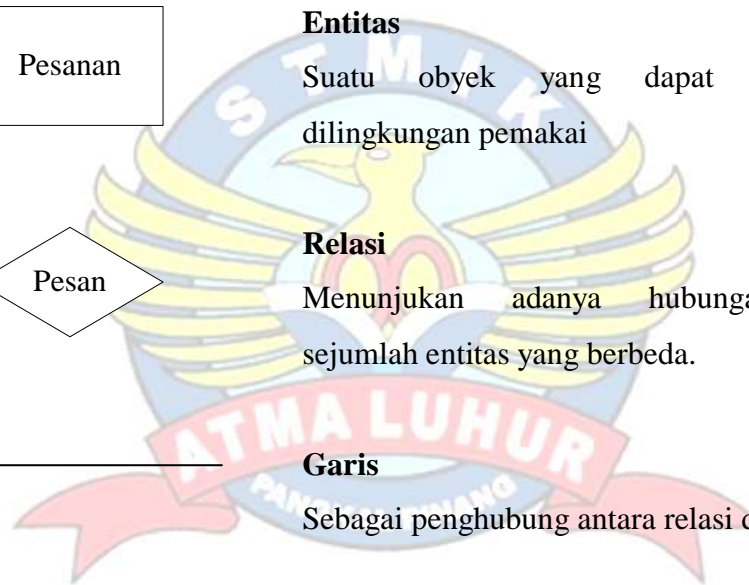 Entitas
Pesanan
Suatu obyek yang dapat
dilingkungan pemakai
Relasi
Pesan
Menunjukan adanya
sejumlah entitas yang berbeda.
Garis
Sebagai penghubung antara relasi
STMIK
ATMA LUHUR